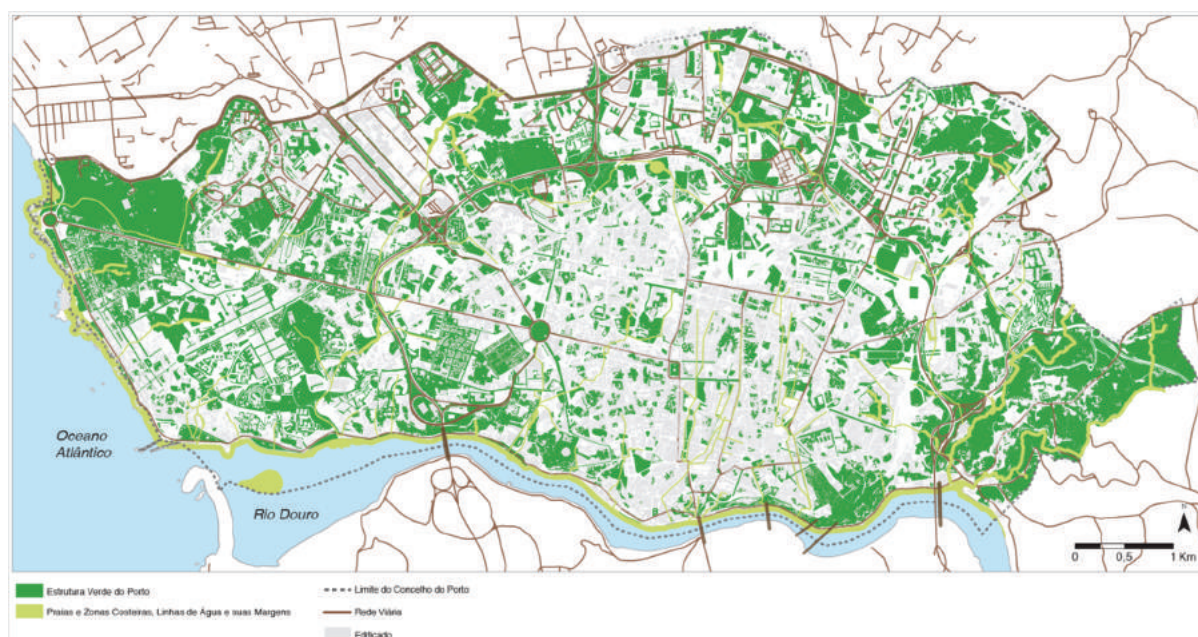 Oceano
Atlântico
Rio Douro
N
0 0,5 1 Km
Estrutura Verde do Porto
Praias e Zonas Costeiras, Linhas de Água e suas Margens
Limite do Concelho do Porto
Rede Viária
Edificado